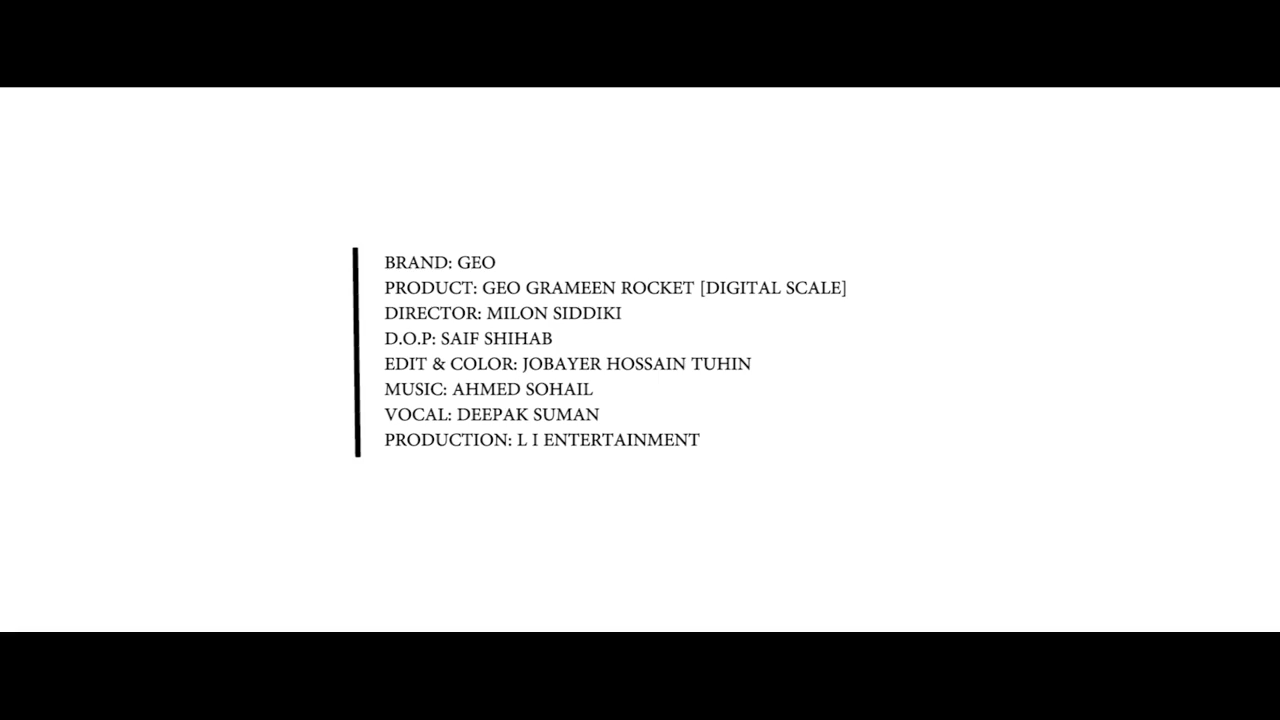 BRAND: GEO
PRODUCT: GEO GRAMEEN ROCKET [DIGITAL SCALE]
DIRECTOR: MILON SIDDIKI
D.O.P: SAIF SHIHAB
EDIT & COLOR: JOBAYER HOSSAIN TUHIN
MUSIC: AHMED SOHAIL
VOCAL: DEEPAK SUMAN
PRODUCTION: L I ENTERTAINMENT